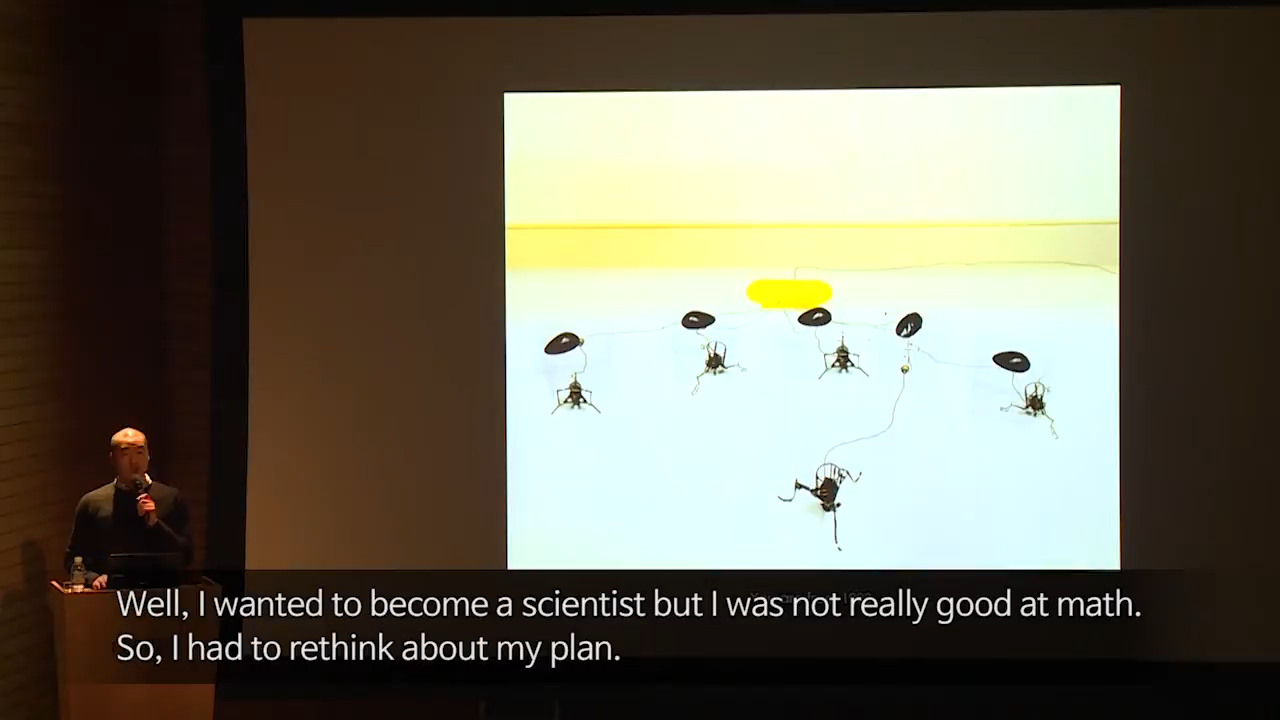 Well, I wanted to become a scientist but I was not really good at math.
So, I had to rethink about my plan.